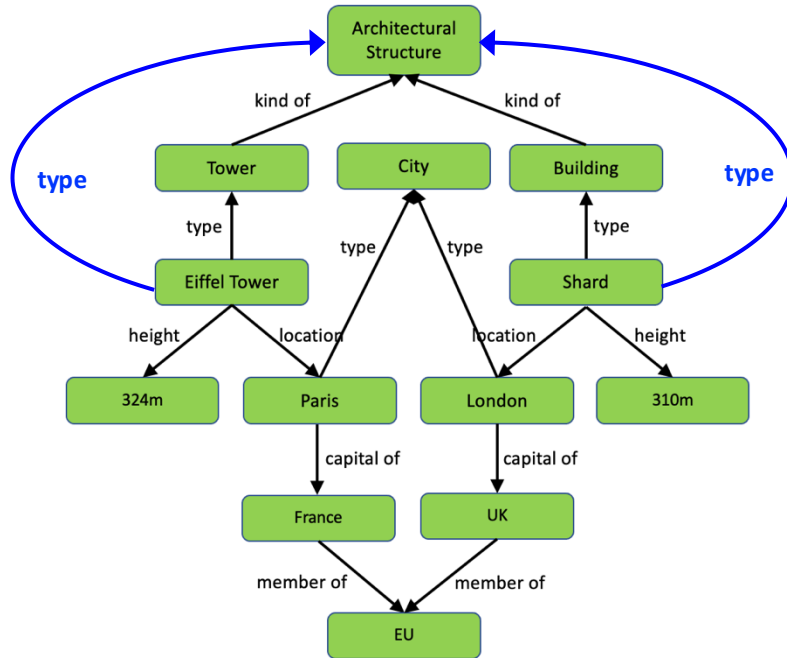 Architectural
Structure
kind of
kind of
Tower
City
Building
type
type
type
type
type
type
Eiffel Tower
Shard
height
location
location
height
324m
Paris
London
310m
capital of
capital of
France
UK
member of
member of
EU